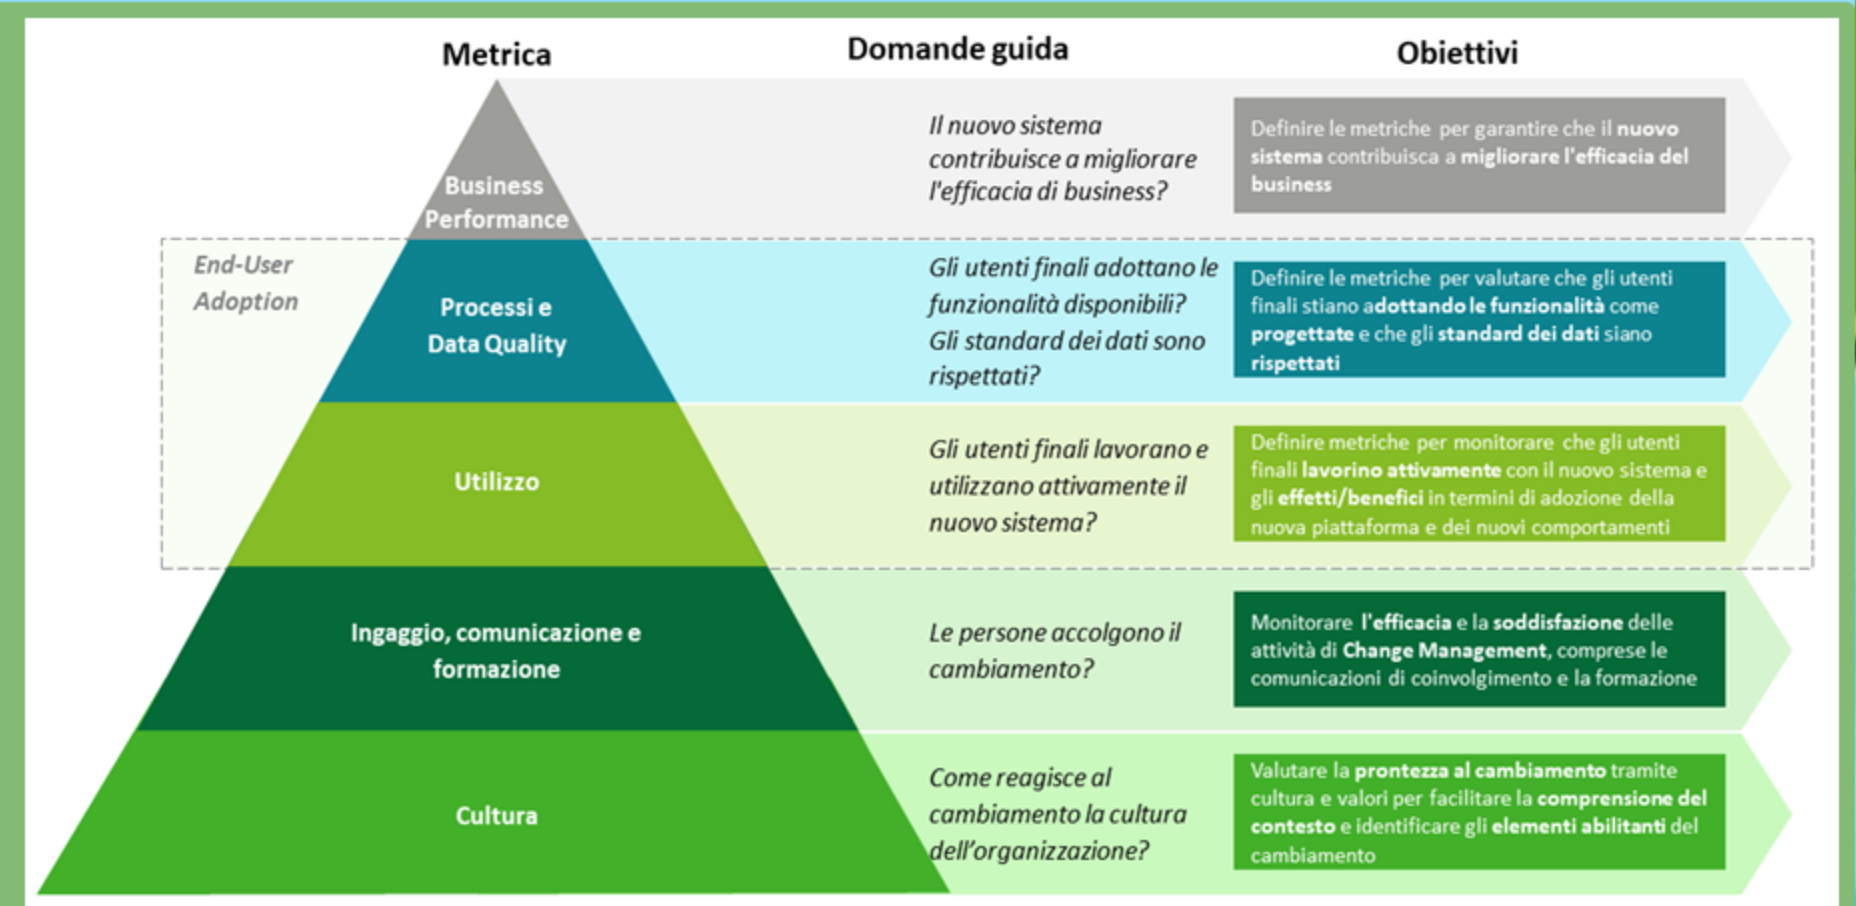 Metrica
Domande guida
Obiettivi
Business
Performance
Il nuovo sistema
contribuisce a migliorare
l'efficacia di business?
Definire le metriche per garantire che il nuovo
sistema contribuisca a migliorare l'efficacia del
business
End-User
Adoption
Processi e
Data Quality
Gli utenti finali adottano le
funzionalità disponibili?
Gli standard dei dati sono
rispettati?
Definire le metriche per valutare che gli utenti
finali stiano adottando le funzionalità come
progettate e che gli standard dei dati siano
rispettati
Utilizzo
Gli utenti finali lavorano e
utilizzano attivamente il
nuovo sistema?
Definire metriche per monitorare che gli utenti
finali lavorino attivamente con il nuovo sistema e
gli effetti/benefici in termini di adozione della
nuova piattaforma e dei nuovi comportamenti
Ingaggio, comunicazione e
formazione
Le persone accolgono il
cambiamento?
Monitorare l'efficacia e la soddisfazione delle
attività di Change Management, comprese le
comunicazioni di coinvolgimento e la formazione
Cultura
Come reagisce al
cambiamento la cultura
dell'organizzazione?
Valutare la prontezza al cambiamento tramite
cultura e valori per facilitare la comprensione del
contesto e identificare gli elementi abilitanti del
cambiamento